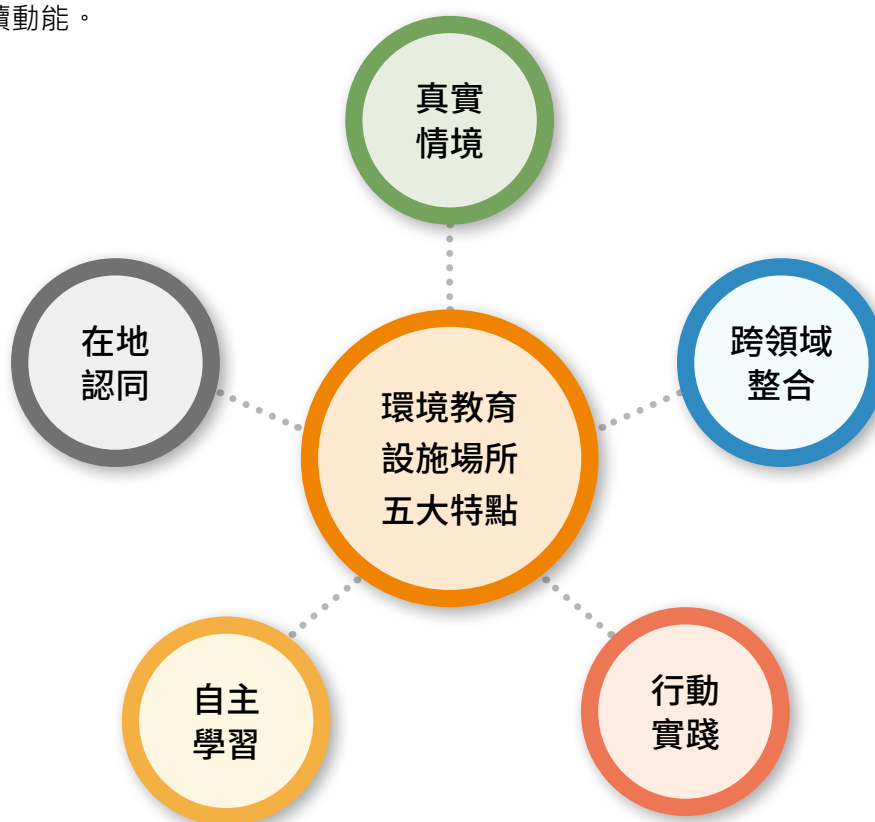 續動能。
真實
情境
跨領域
整合
環境教育
設施場所
五大特點
在地
認同
行動
實踐
自主
學習